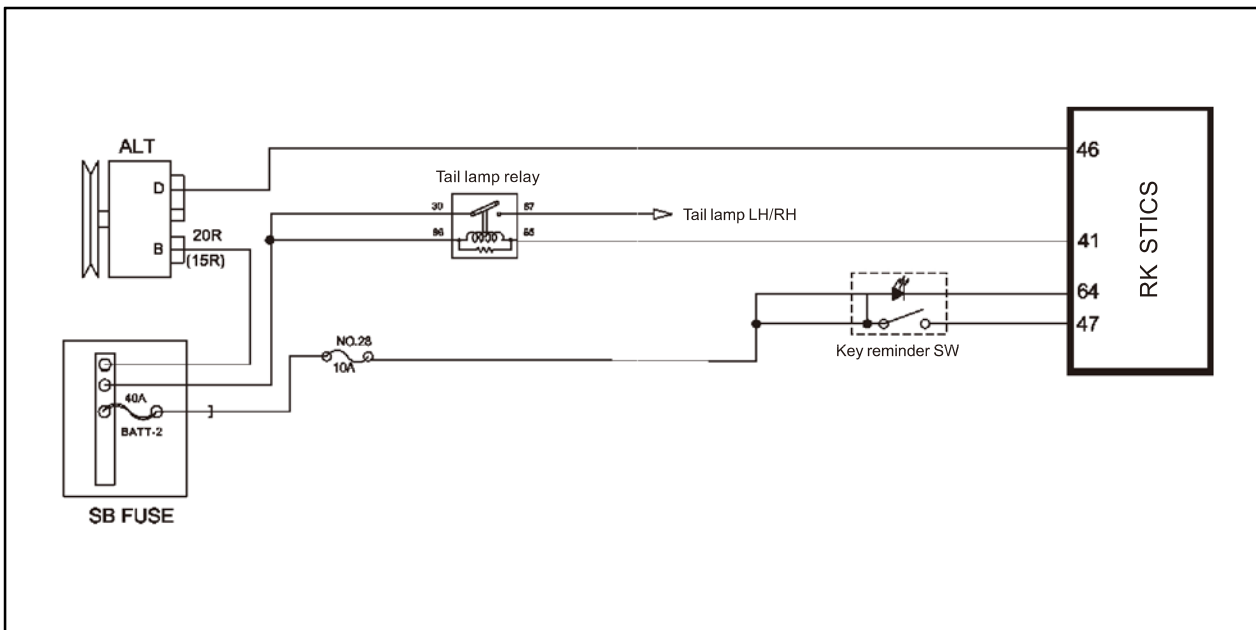 ALT
46
D
Tail lamp relay
30
87
Tail lamp LH/RH
20R
B
(15R)
86
85
41
RK STICS
64
47
NO.28
10A
Key reminder SW
40A
BATT-2
SB FUSE